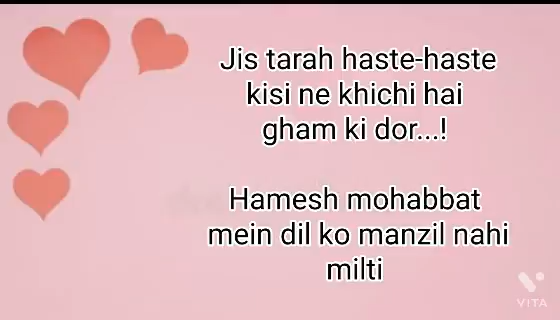 Jis tarah haste-haste
kisi ne khichi hai
gham ki dor...!
Hamesh mohabbat
mein dil ko manzil nahi
milti
VITA